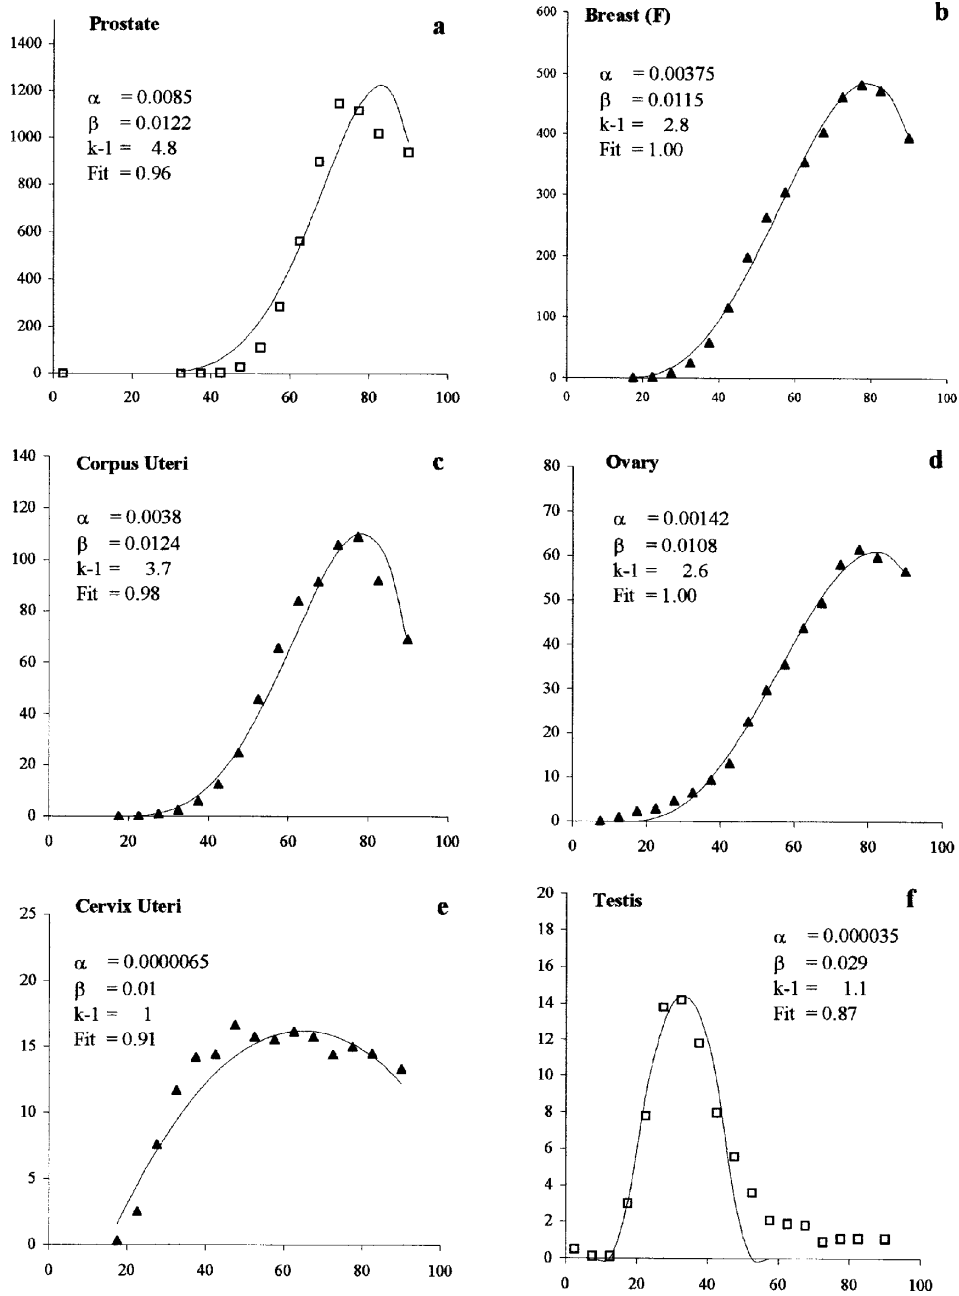 Prostate a
α = 0.0085
β = 0.0122
k-1 = 4.8
Fit = 0.96
1400
1200
1000
800
600
400
200
0
0 20 40 60 80 100
Breast (F) b
α = 0.00375
β = 0.0115
k-1 = 2.8
Fit = 1.00
600
500
400
300
200
100
0
0 20 40 60 80 100
Corpus Uteri c
α = 0.0038
β = 0.0124
k-1 = 3.7
Fit = 0.98
140
120
100
80
60
40
20
0
0 20 40 60 80 100
Ovary d
α = 0.00142
β = 0.0108
k-1 = 2.6
Fit = 1.00
80
70
60
50
40
30
20
10
0
0 20 40 60 80 100
Cervix Uteri e
α = 0.0000065
β = 0.01
k-1 = 1
Fit = 0.91
25
20
15
10
5
0
0 20 40 60 80 100
Testis f
α = 0.000035
β = 0.029
k-1 = 1.1
Fit = 0.87
20
18
16
14
12
10
8
6
4
2
0
0 20 40 60 80 100